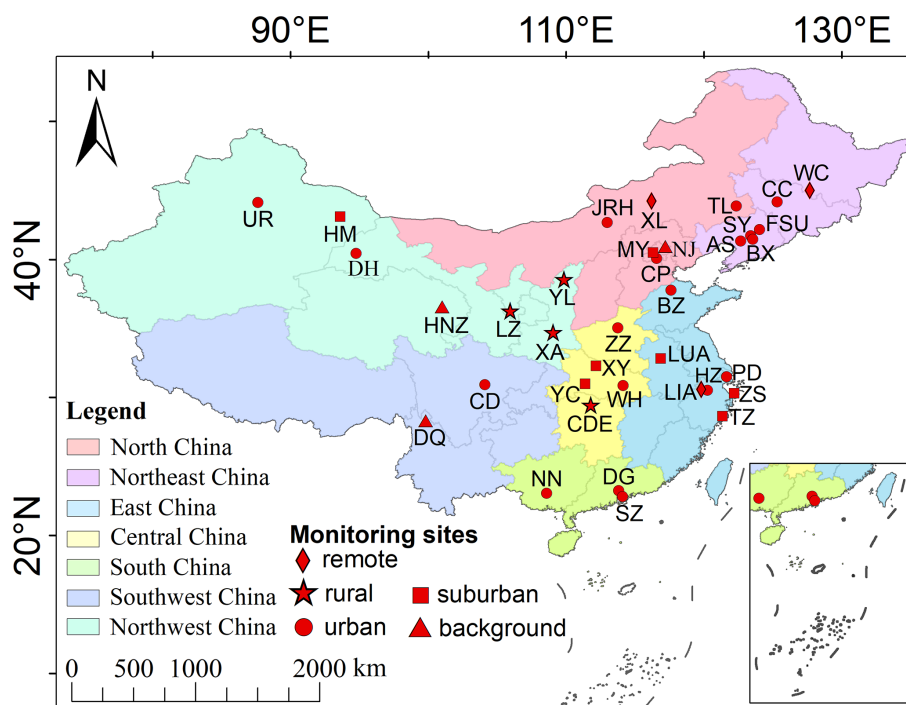 90°E 110°E 130°E
N
40°N
20°N
WC
CC
TL
SY
FSU
AS
BX
JRH
XL
UR
HM
DH
MY
NJ
CP
BZ
YL
HNZ
LZ
XA
ZZ
LUA
XY
HZ
PD
YC
WH
LIA
ZS
CD
CDE
TZ
DQ
NN
DG
SZ
Legend
North China
Northeast China
East China
Central China
South China
Southwest China
Northwest China
Monitoring sites
remote
rural
suburban
urban
background
0 500 1000 2000 km